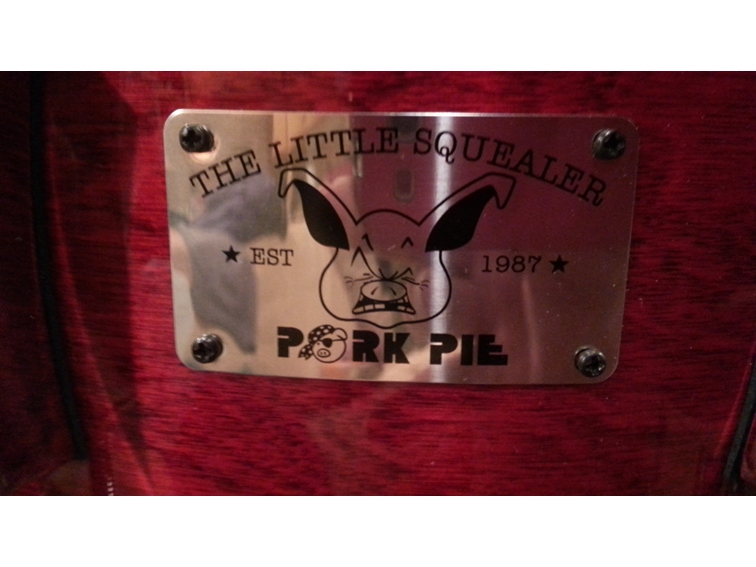 THE LITTLE SQUEALER
★ EST 1987 ★
PORK PIE